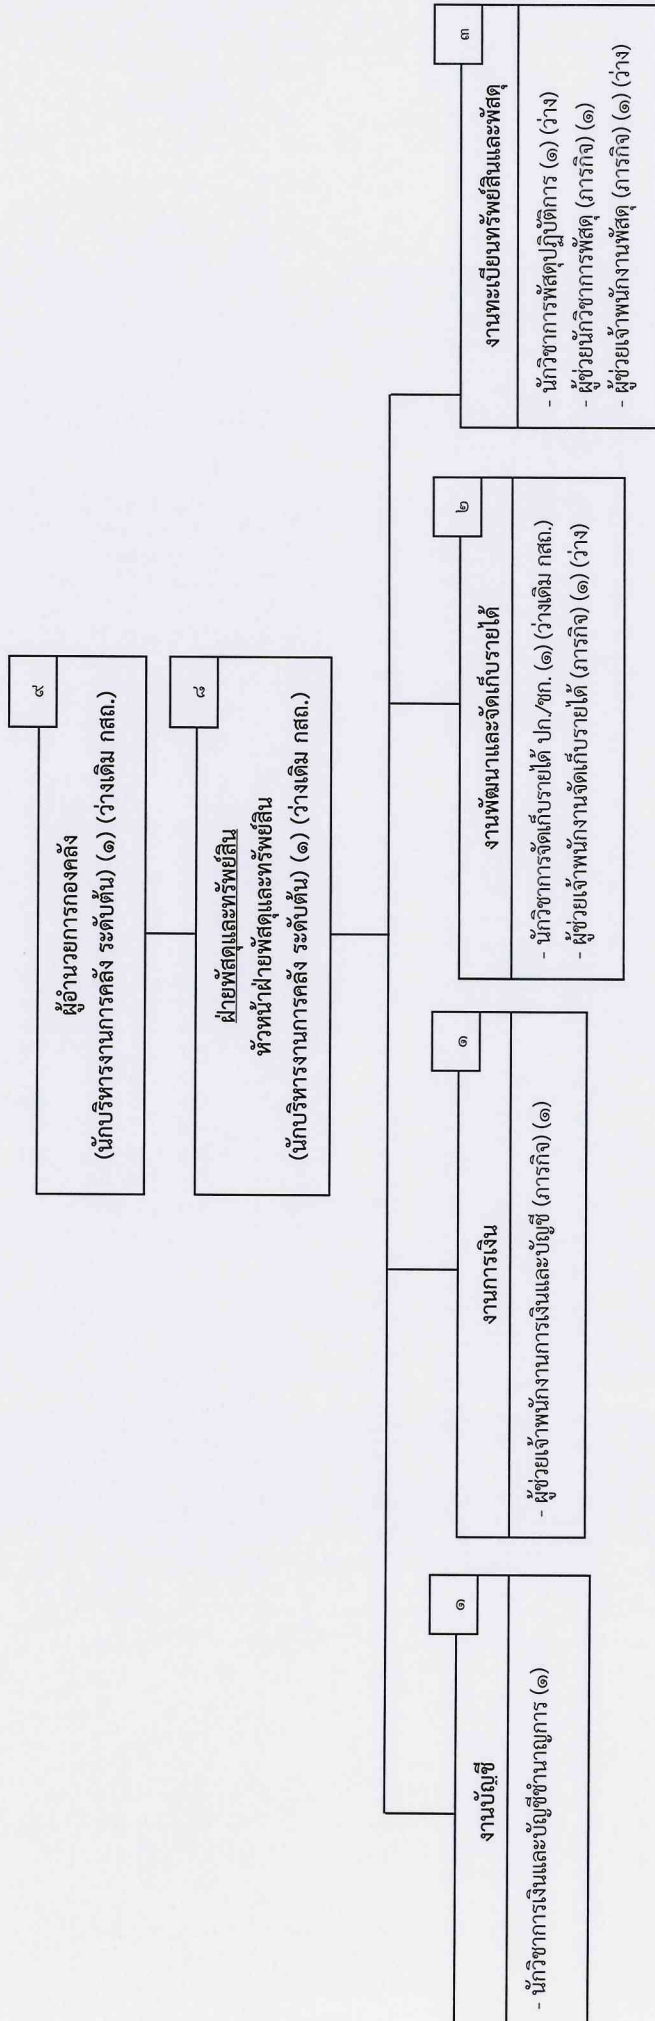 ๙
ผู้อำนวยการกองคลัง
(นักบริหารงานการคลัง ระดับต้น) (๑) (ว่างเดิม กสถ.)
๘
ฝ่ายพัสดุและทรัพย์สิน
หัวหน้าฝ่ายพัสดุและทรัพย์สิน
(นักบริหารงานการคลัง ระดับต้น) (๑) (ว่างเดิม กสถ.)
๑
งานบัญชี
- นักวิชาการเงินและบัญชีชำนาญการ (๑)
๑
งานการเงิน
- ผู้ช่วยเจ้าพนักงานการเงินและบัญชี (ภารกิจ) (๑)
๒
งานพัฒนาและจัดเก็บรายได้
- นักวิชาการจัดเก็บรายได้ ปก./ชก. (๑) (ว่างเดิม กสถ.)
- ผู้ช่วยเจ้าพนักงานจัดเก็บรายได้ (ภารกิจ) (๑) (ว่าง)
๓
งานทะเบียนทรัพย์สินและพัสดุ
- นักวิชาการพัสดุปฏิบัติการ (๑) (ว่าง)
- ผู้ช่วยนักวิชาการพัสดุ (ภารกิจ) (๑)
- ผู้ช่วยเจ้าพนักงานพัสดุ (ภารกิจ) (๑) (ว่าง)